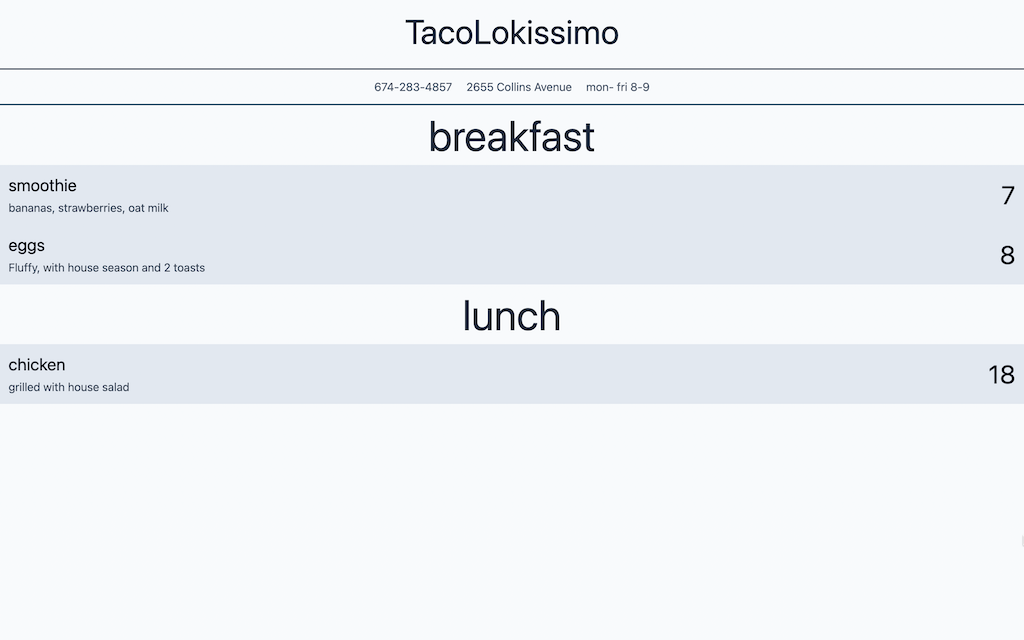 TacoLokissimo
674-283-4857 2655 Collins Avenue mon- fri 8-9
breakfast
smoothie 7
bananas, strawberries, oat milk
eggs 8
Fluffy, with house season and 2 toasts
lunch
chicken 18
grilled with house salad